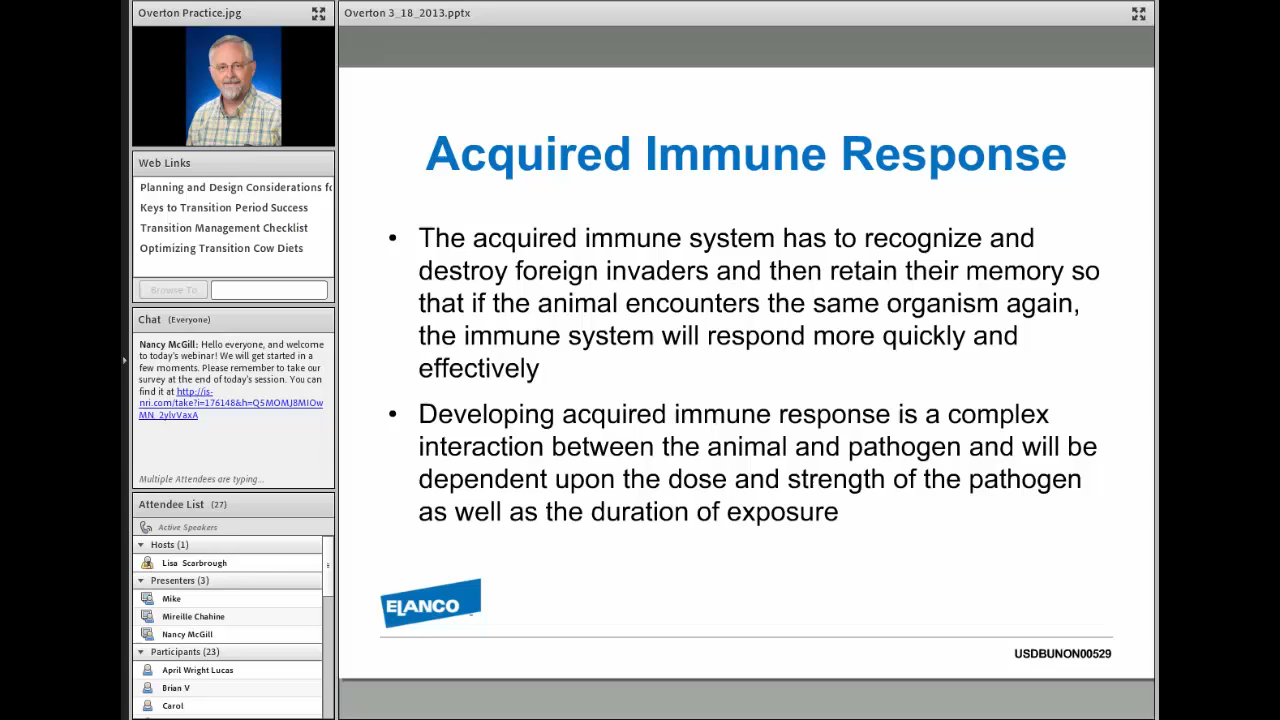 Overton Practice.jpg
Web Links
Planning and Design Considerations fo
Keys to Transition Period Success
Transition Management Checklist
Optimizing Transition Cow Diets
Browse To
Chat (Everyone)
Nancy McGill: Hello everyone, and welcome
to today's webinar! We will get started in a
few moments. Please remember to take our
survey at the end of today's session. You can
find it at http://is-
Multiple Attendees are typing...
Attendee List (27)
Active Speakers
Hosts (1)
Lisa Scarbrough
Presenters (3)
Mike
Mireille Chahine
Nancy McGill
Participants (23)
April Wright Lucas
Brian V
Carol
Overton 3_18_2013.pptx
Acquired Immune Response
• The acquired immune system has to recognize and
destroy foreign invaders and then retain their memory so
that if the animal encounters the same organism again,
the immune system will respond more quickly and
effectively
• Developing acquired immune response is a complex
interaction between the animal and pathogen and will be
dependent upon the dose and strength of the pathogen
as well as the duration of exposure
ELANCO
USDBUNON00529